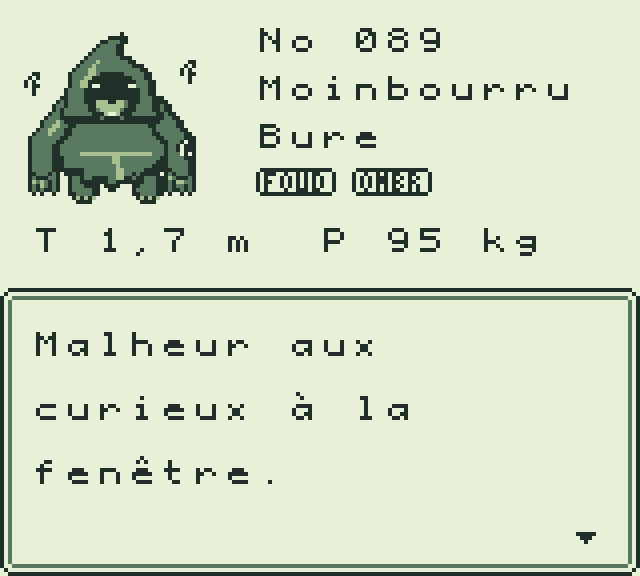 No 089
Moinbourru
Bure
FOUD OMBR
T 1,7 m P 95 kg
Malheur aux
curieux à la
fenêtre.